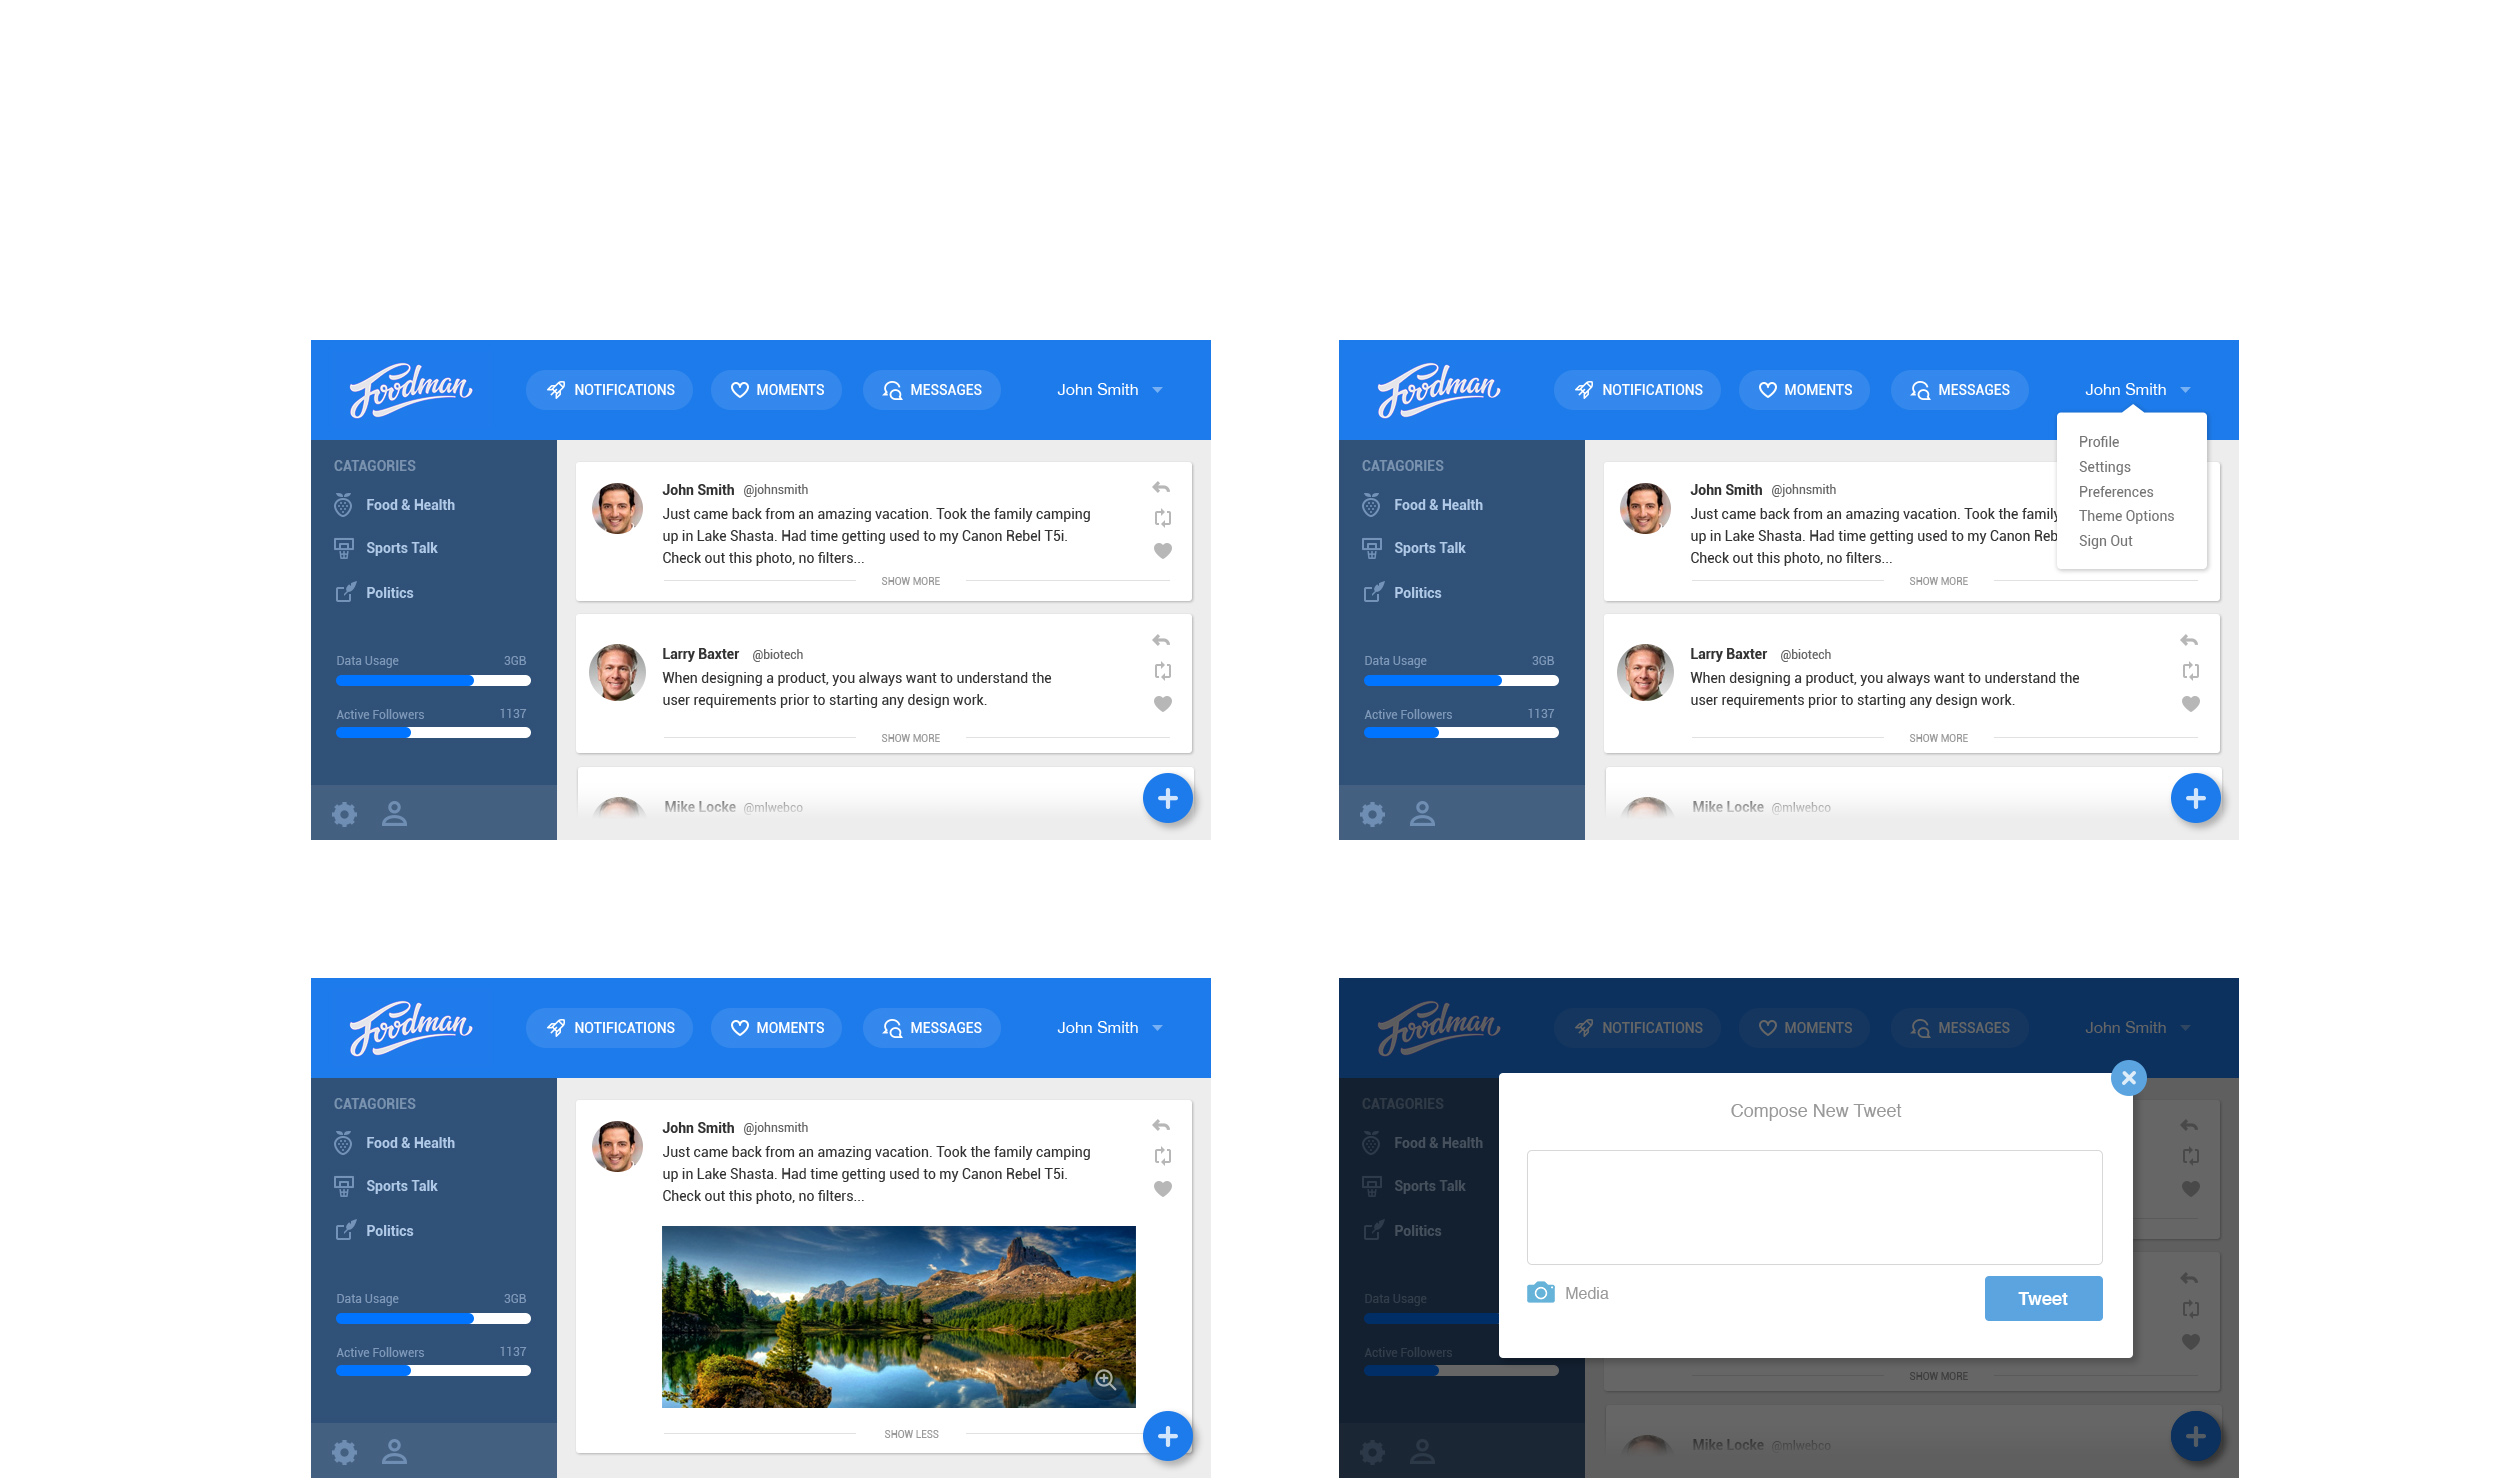 Foodman
NOTIFICATIONS
MOMENTS
MESSAGES
John Smith
CATAGORIES
Food & Health
Sports Talk
Politics
Data Usage 3GB
Active Followers 1137
John Smith @johnsmith
Just came back from an amazing vacation. Took the family camping
up in Lake Shasta. Had time getting used to my Canon Rebel T5i.
Check out this photo, no filters...
SHOW MORE
Larry Baxter @biotech
When designing a product, you always want to understand the
user requirements prior to starting any design work.
SHOW MORE
Mike Locke @mlwebco
Foodman
NOTIFICATIONS
MOMENTS
MESSAGES
John Smith
Profile
Settings
Preferences
Theme Options
Sign Out
CATAGORIES
Food & Health
Sports Talk
Politics
Data Usage 3GB
Active Followers 1137
John Smith @johnsmith
Just came back from an amazing vacation. Took the family
up in Lake Shasta. Had time getting used to my Canon Reb
Check out this photo, no filters...
SHOW MORE
Larry Baxter @biotech
When designing a product, you always want to understand the
user requirements prior to starting any design work.
SHOW MORE
Mike Locke @mlwebco
Foodman
NOTIFICATIONS
MOMENTS
MESSAGES
John Smith
CATAGORIES
Food & Health
Sports Talk
Politics
Data Usage 3GB
Active Followers 1137
John Smith @johnsmith
Just came back from an amazing vacation. Took the family camping
up in Lake Shasta. Had time getting used to my Canon Rebel T5i.
Check out this photo, no filters...
SHOW LESS
Foodman
NOTIFICATIONS
MOMENTS
MESSAGES
John Smith
CATAGORIES
Food & Health
Sports Talk
Politics
Data Usage
Active Followers
Compose New Tweet
Media
Tweet
SHOW MORE
Mike Locke @mlwebco